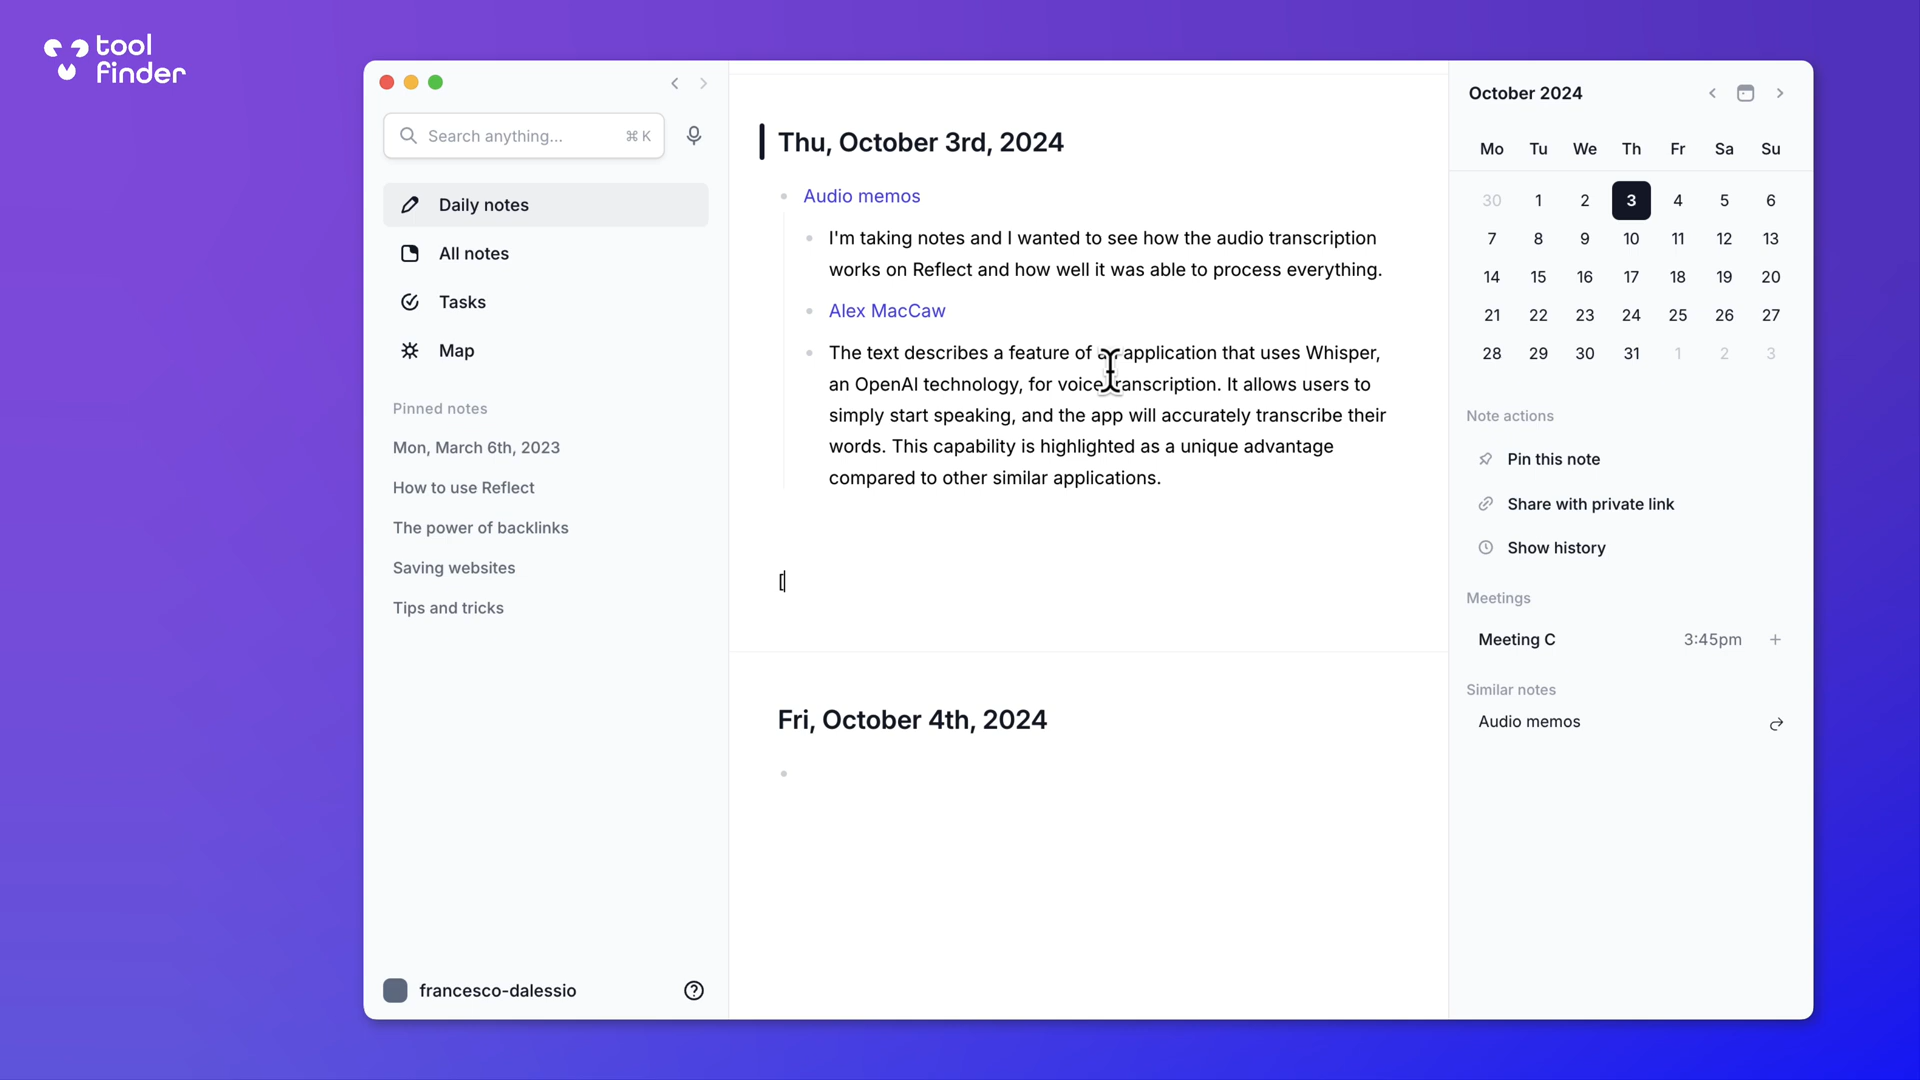 tool
finder
Search anything...
⌘ K
Daily notes
All notes
Tasks
Map
Pinned notes
Mon, March 6th, 2023
How to use Reflect
The power of backlinks
Saving websites
Tips and tricks
francesco-dalessio
Thu, October 3rd, 2024
Audio memos
I'm taking notes and I wanted to see how the audio transcription
works on Reflect and how well it was able to process everything.
Alex MacCaw
The text describes a feature of application that uses Whisper,
an OpenAI technology, for voice transcription. It allows users to
simply start speaking, and the app will accurately transcribe their
words. This capability is highlighted as a unique advantage
compared to other similar applications.
[
Fri, October 4th, 2024
October 2024
Mo Tu We Th Fr Sa Su
30 1 2 3 4 5 6
7 8 9 10 11 12 13
14 15 16 17 18 19 20
21 22 23 24 25 26 27
28 29 30 31 1 2 3
Note actions
Pin this note
Share with private link
Show history
Meetings
Meeting C 3:45pm +
Similar notes
Audio memos